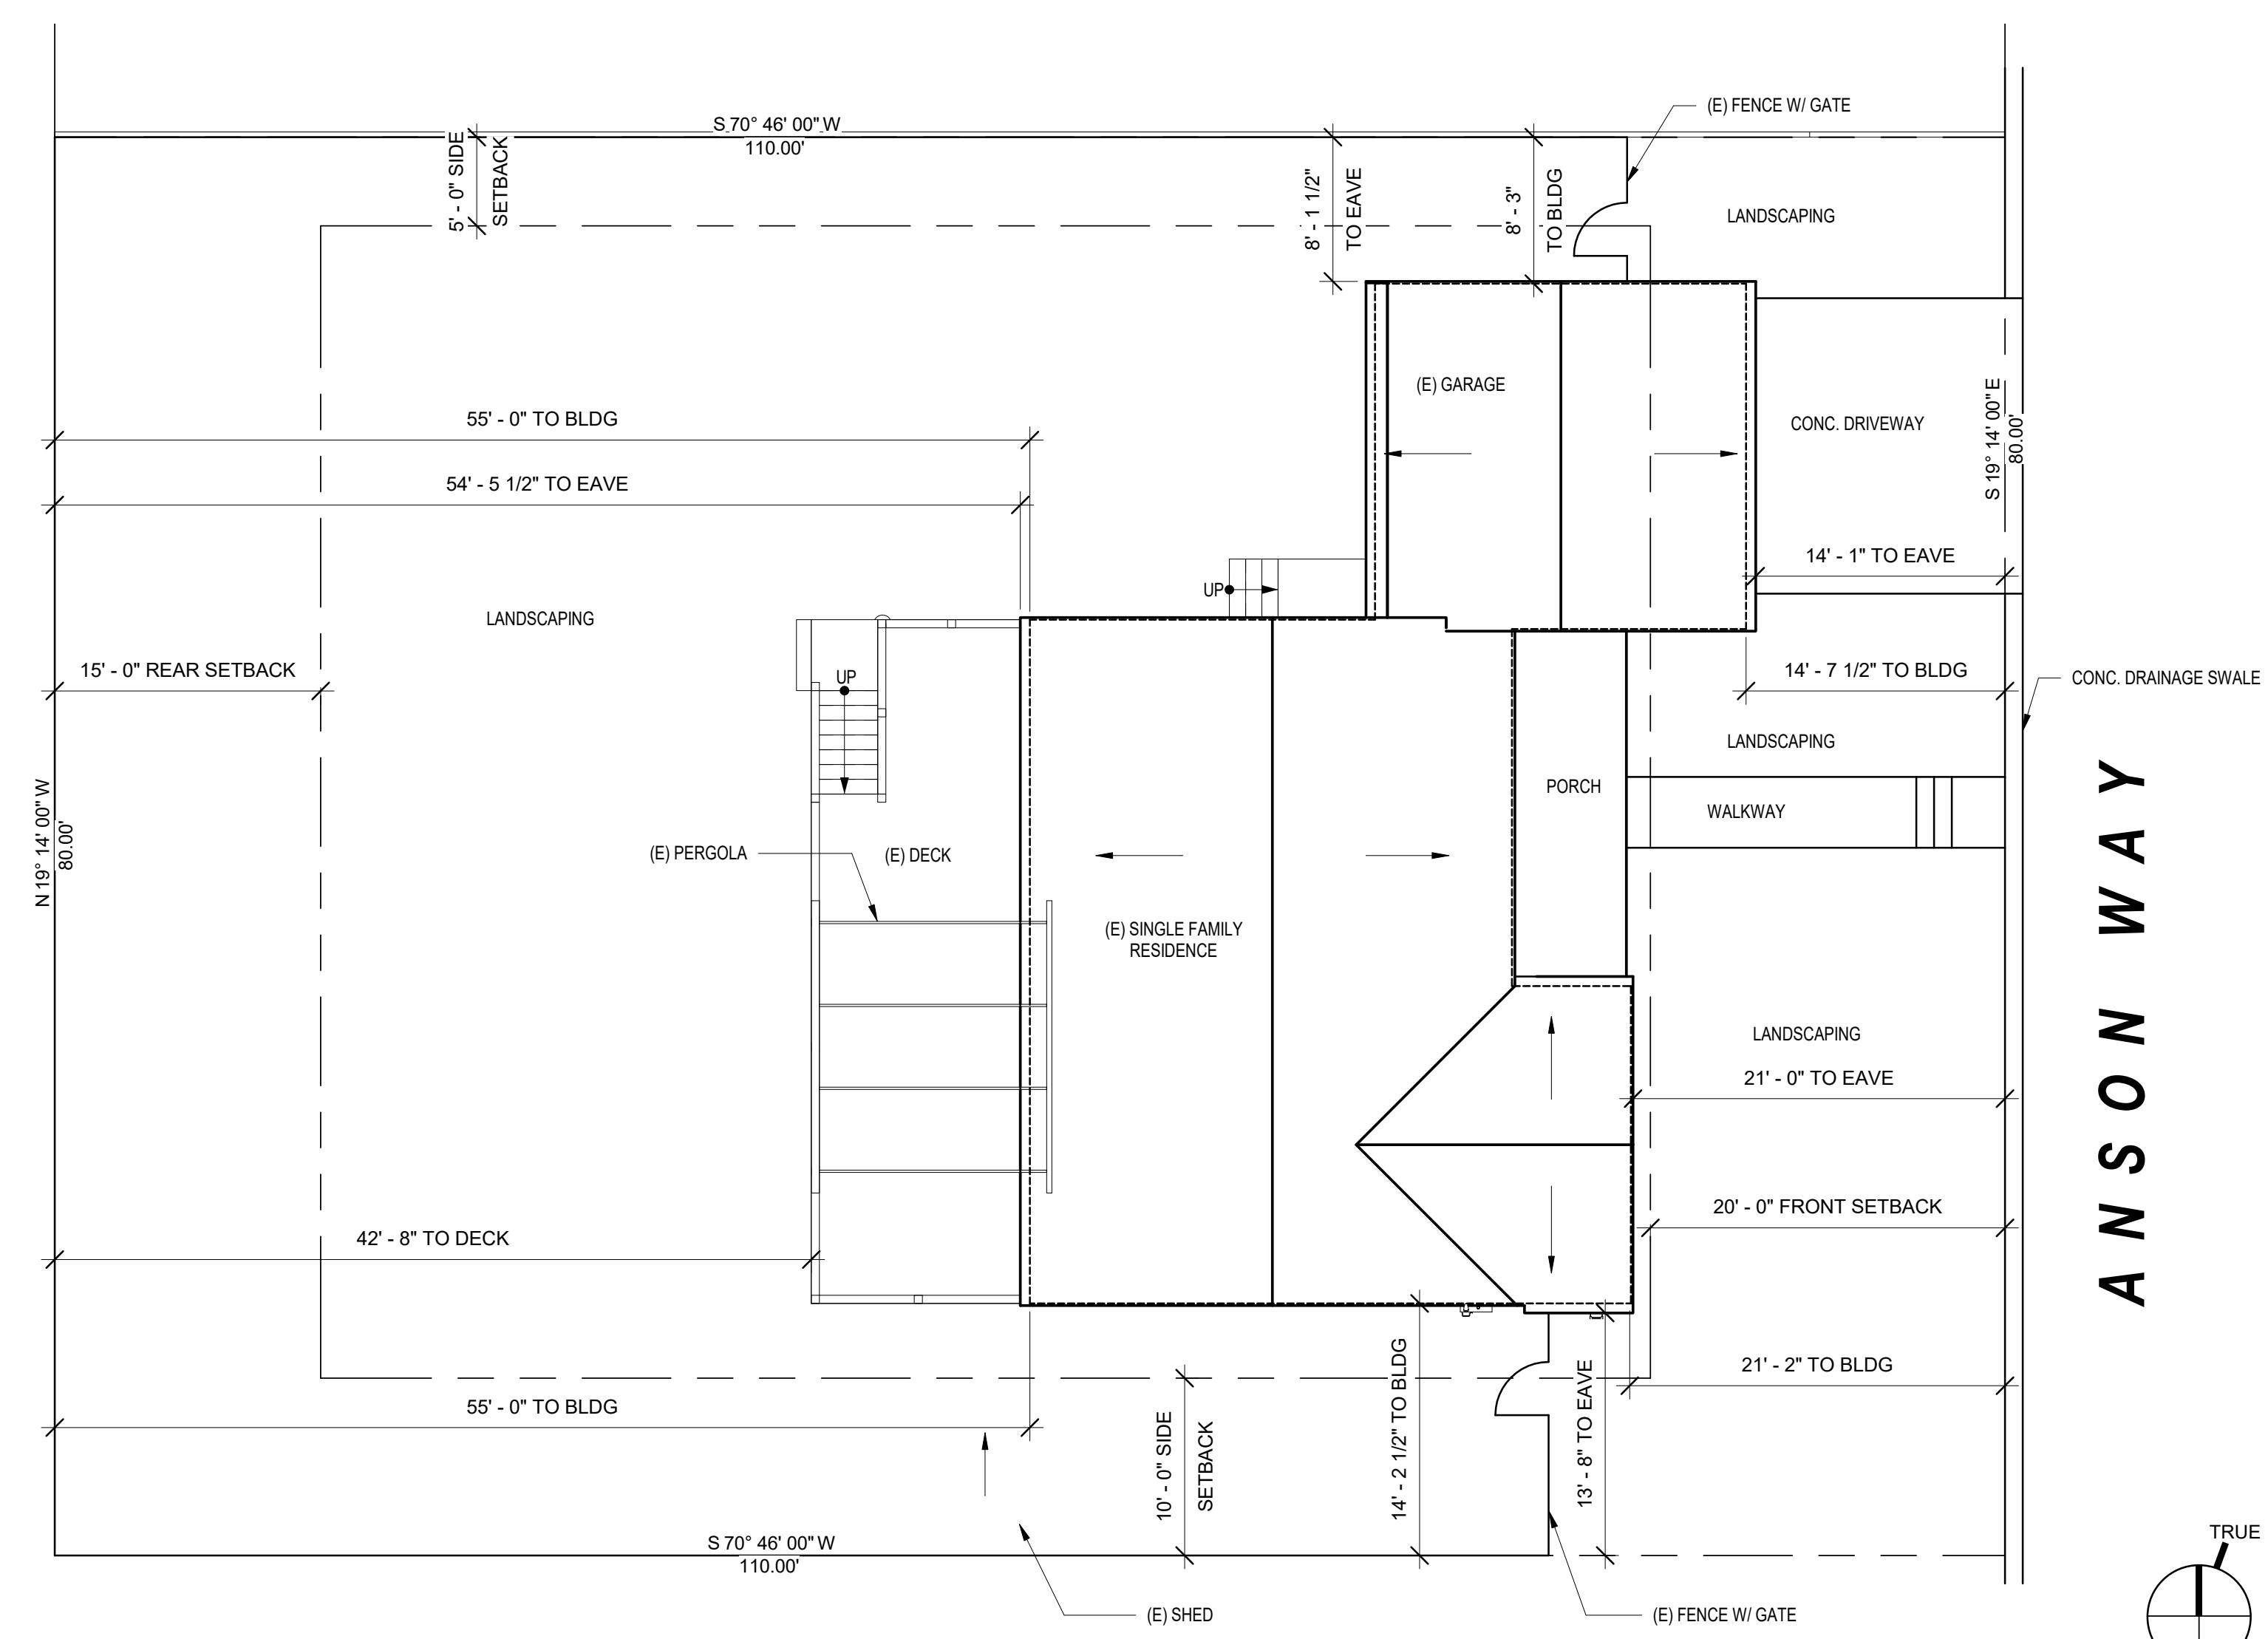 (E) FENCE W/ GATE
S 70° 46' 00" W
110.00'
5' - 0" SIDE
SETBACK
8' - 1 1/2"
TO EAVE
8' - 3"
TO BLDG
LANDSCAPING
(E) GARAGE
CONC. DRIVEWAY
S 19° 14' 00" E
80.00'
55' - 0" TO BLDG
54' - 5 1/2" TO EAVE
14' - 1" TO EAVE
UP
LANDSCAPING
15' - 0" REAR SETBACK
UP
14' - 7 1/2" TO BLDG
CONC. DRAINAGE SWALE
LANDSCAPING
PORCH
WALKWAY
N 19° 14' 00" W
80.00'
(E) PERGOLA
(E) DECK
(E) SINGLE FAMILY
RESIDENCE
ANSON WAY
LANDSCAPING
21' - 0" TO EAVE
20' - 0" FRONT SETBACK
42' - 8" TO DECK
21' - 2" TO BLDG
55' - 0" TO BLDG
10' - 0" SIDE
SETBACK
14' - 2 1/2" TO BLDG
13' - 8" TO EAVE
S 70° 46' 00" W
110.00'
TRUE
(E) SHED
(E) FENCE W/ GATE